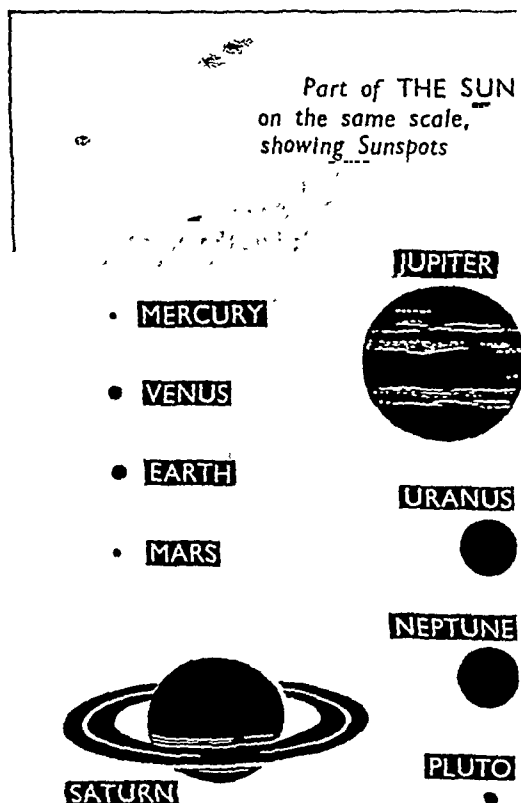 Part of THE SUN
on the same scale,
showing Sunspots
JUPITER
MERCURY
VENUS
EARTH
URANUS
MARS
NEPTUNE
PLUTO
SATURN